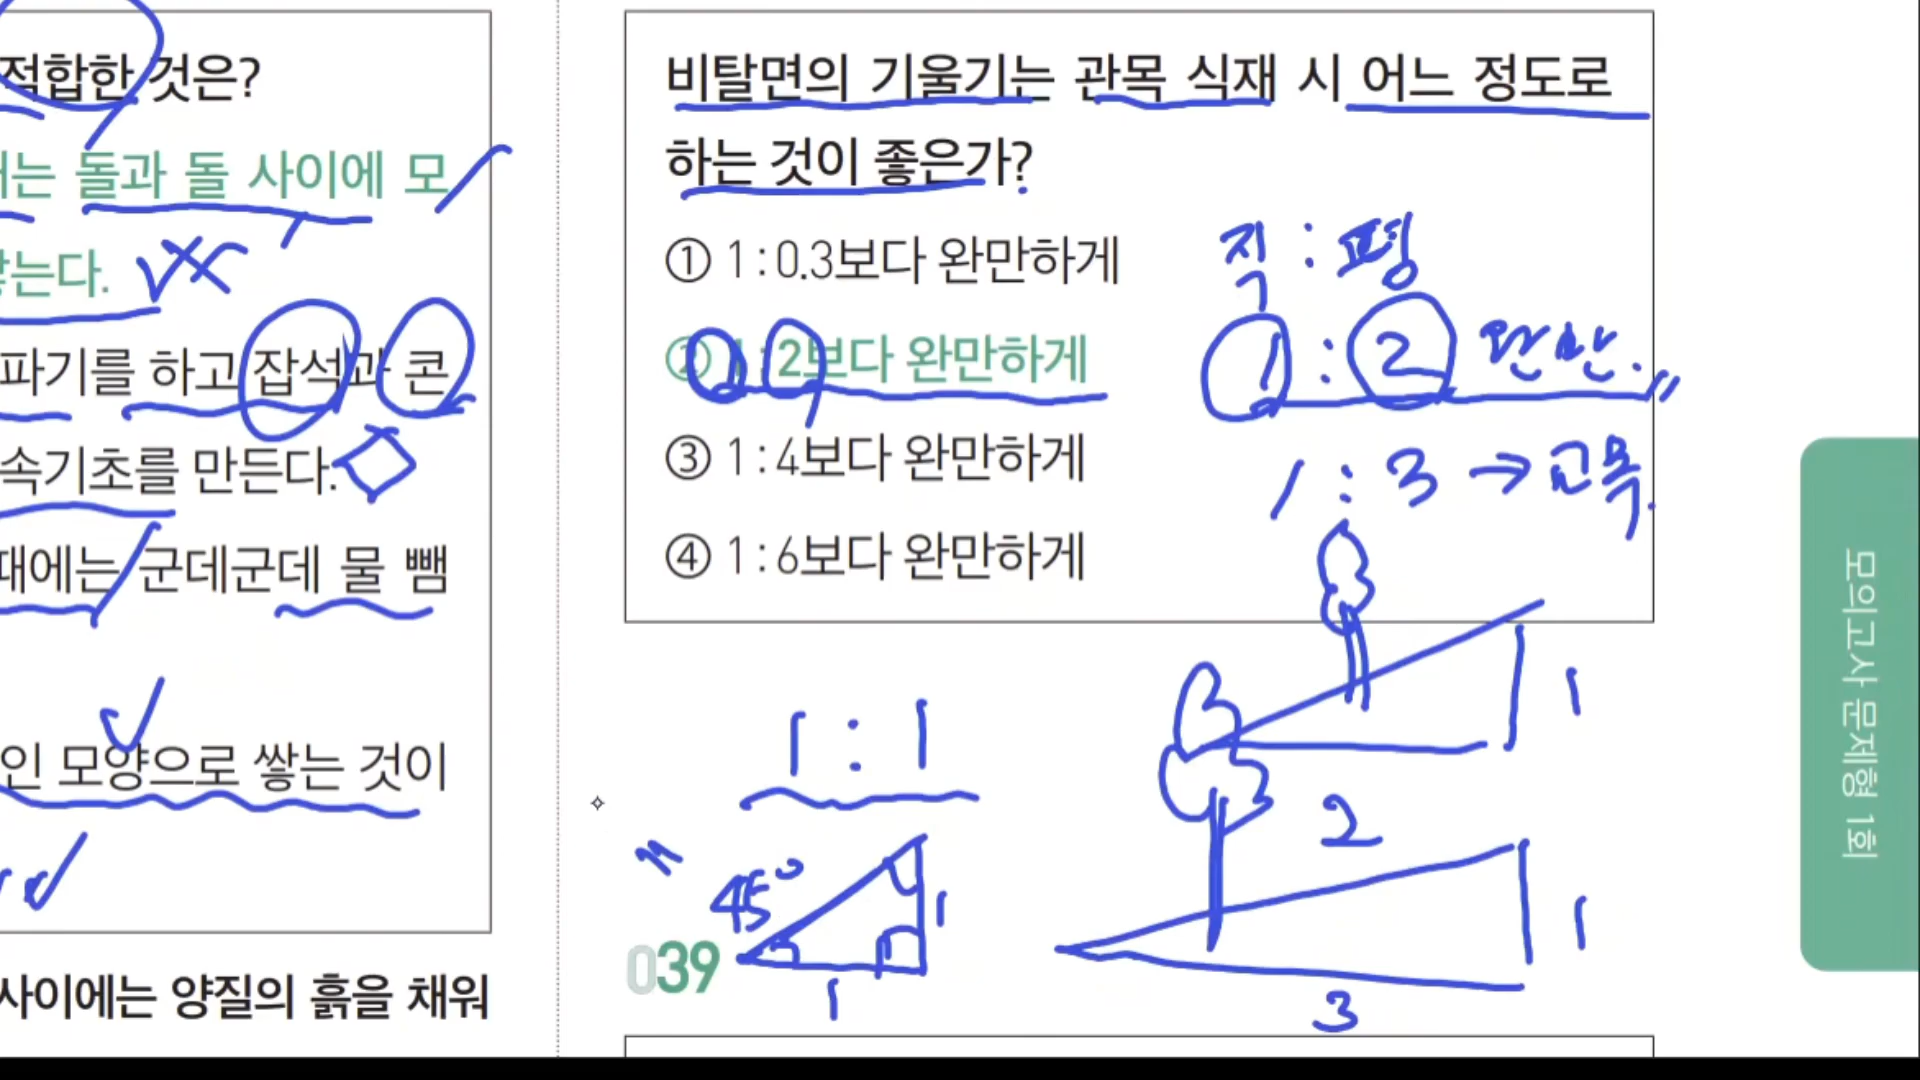 적합한 것은?
는 돌과 돌 사이에 모
는다.
파기를 하고 잡석과 콘
속기초를 만든다.
때에는 군데군데 물 뺌
인 모양으로 쌓는 것이
사이에는 양질의 흙을 채워
비탈면의 기울기는 관목 식재 시 어느 정도로
하는 것이 좋은가?
① 1 : 0.3보다 완만하게
② 1 : 2보다 완만하게
③ 1 : 4보다 완만하게
④ 1 : 6보다 완만하게
직 : 평
1 : 2 완만.
1 : 3 → 교목.
1 : 1
45°
1
1
1
2
1
3
039
모의고사 문제형 1회